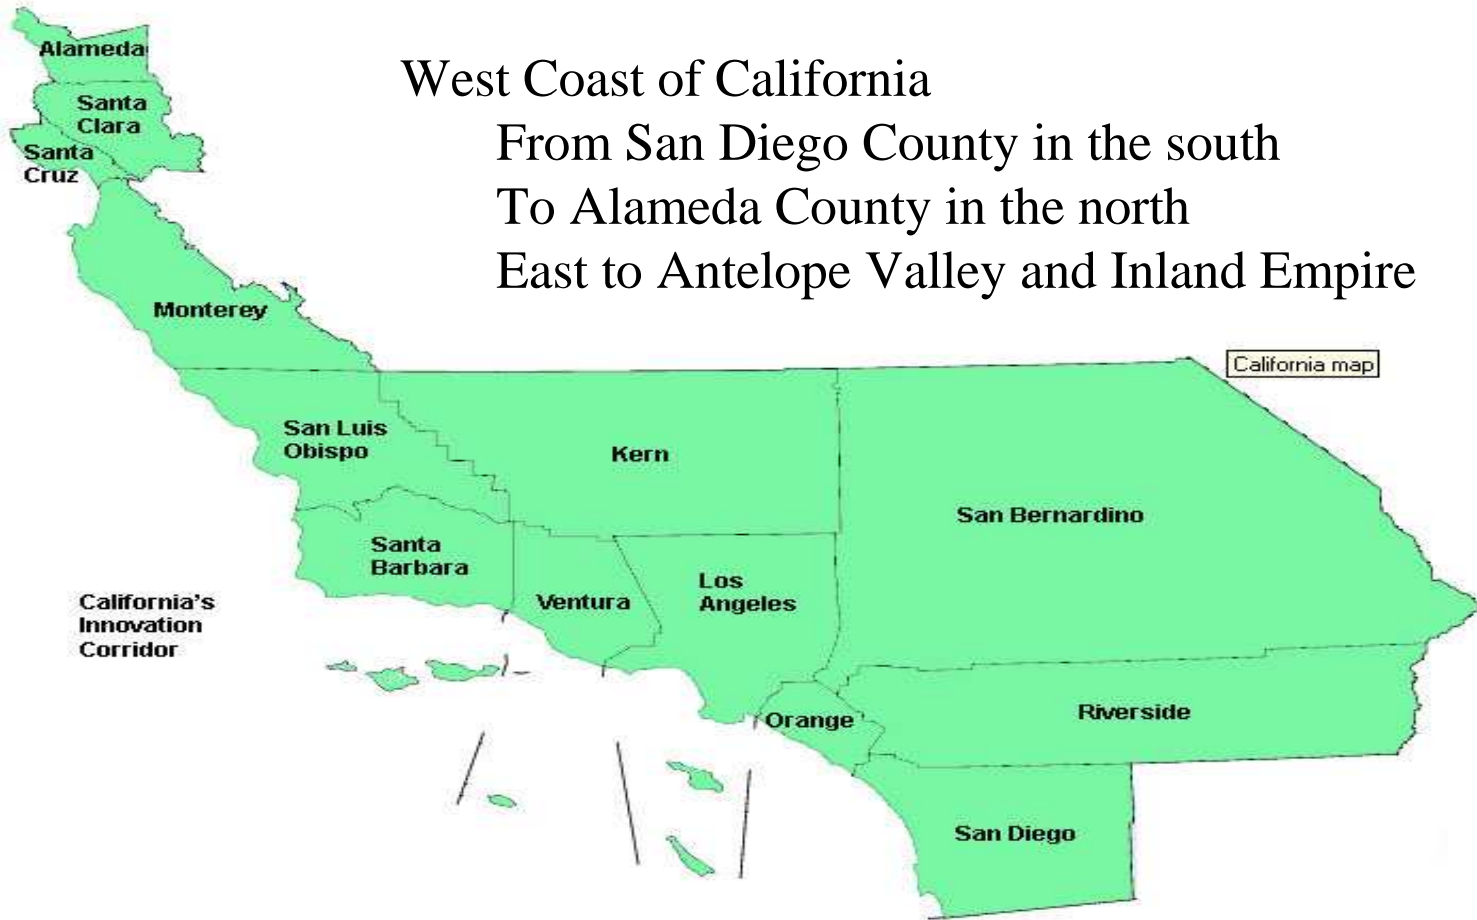 West Coast of California
From San Diego County in the south
To Alameda County in the north
East to Antelope Valley and Inland Empire
Alameda
Santa
Clara
Santa
Cruz
Monterey
California map
San Luis
Obispo
Kern
San Bernardino
Santa
Barbara
Ventura
Los
Angeles
California's
Innovation
Corridor
Orange
Riverside
San Diego